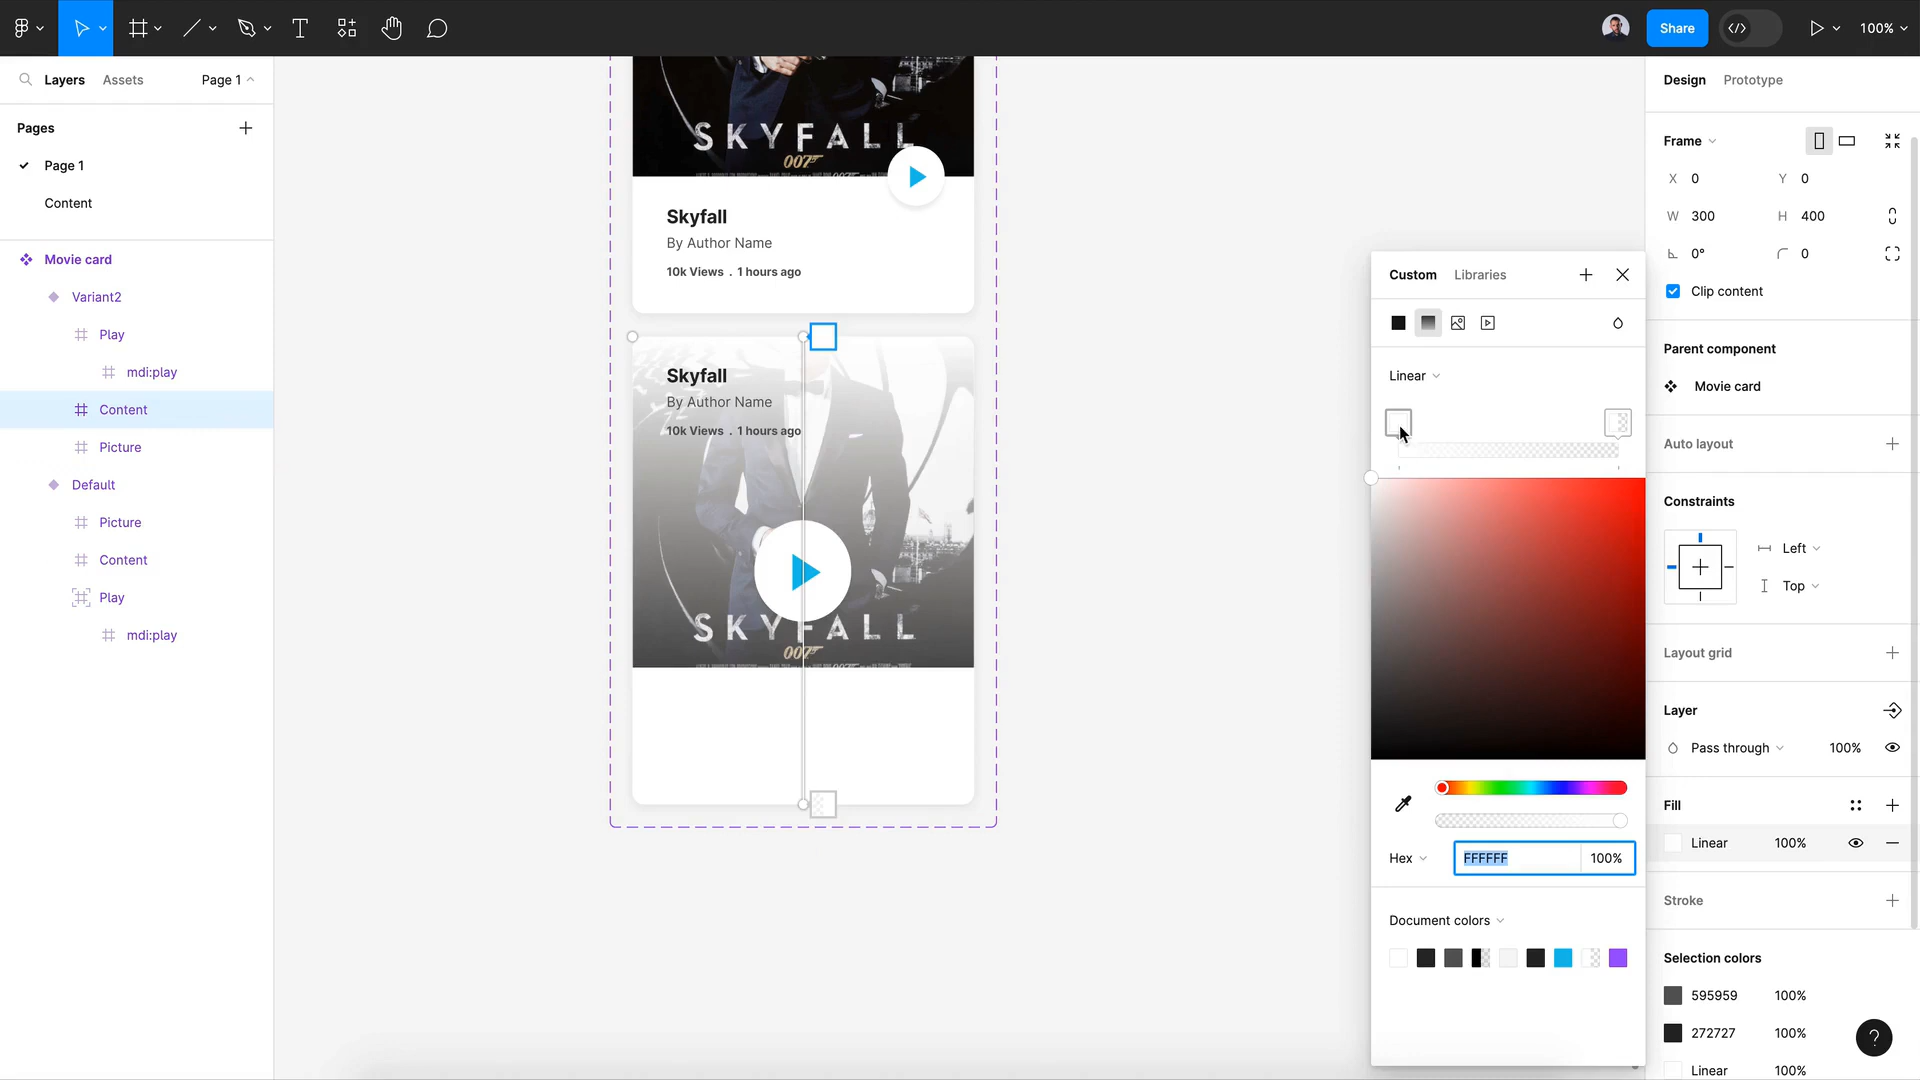 Share
100%
Layers
Assets
Page 1
Pages
Page 1
Content
Movie card
Variant2
Play
mdi:play
Content
Picture
Default
Picture
Content
Play
mdi:play
SKYFALL
007
Skyfall
By Author Name
10k Views . 1 hours ago
Skyfall
By Author Name
10k Views . 1 hours ago
SKYFALL
007
Custom
Libraries
Linear
Hex
FFFFFF
100%
Document colors
Design
Prototype
Frame
X 0
Y 0
W 300
H 400
0°
0
Clip content
Parent component
Movie card
Auto layout
Constraints
Left
Top
Layout grid
Layer
Pass through
100%
Fill
Linear
100%
Stroke
Selection colors
595959
100%
272727
100%
Linear
100%
?